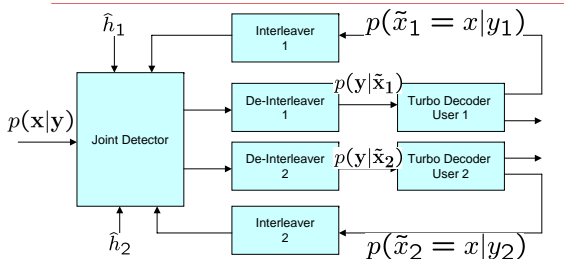 ĥ₁
Interleaver
1
p(x̃₁ = x|y₁)
p(𝐱|𝐲)
Joint Detector
De-Interleaver
1
p(𝐲|𝐱̃₁)
Turbo Decoder
User 1
De-Interleaver
2
p(𝐲|𝐱̃₂)
Turbo Decoder
User 2
ĥ₂
Interleaver
2
p(x̃₂ = x|y₂)